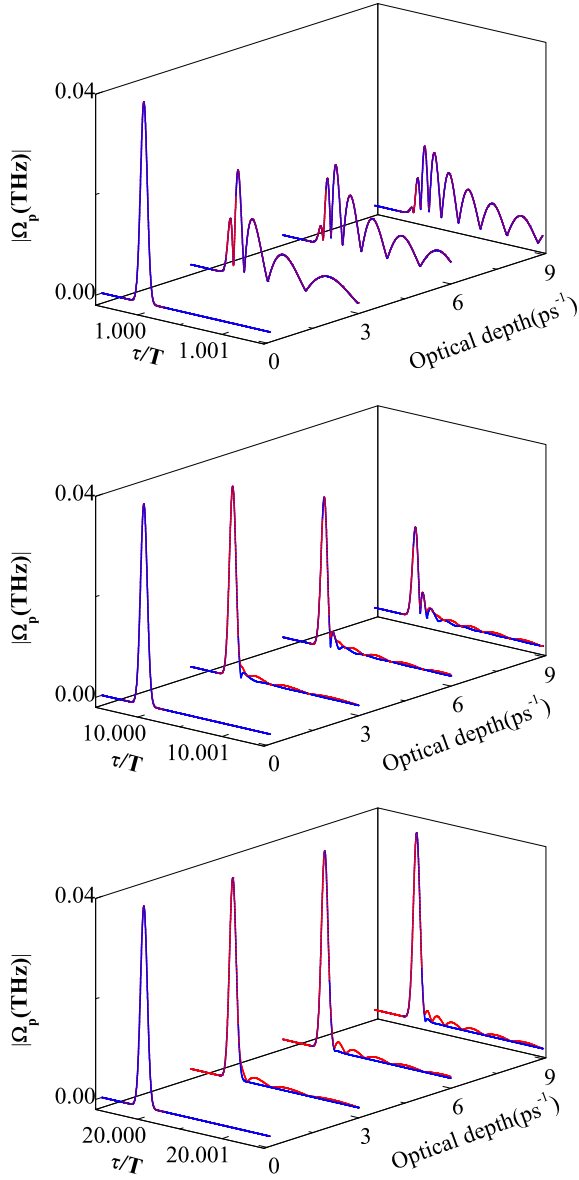 0.04
|Ωp(THz)|
0.00
1.000
1.001
τ/T
0
3
6
9
Optical depth(ps⁻¹)
0.04
|Ωp(THz)|
0.00
10.000
10.001
τ/T
0
3
6
9
Optical depth(ps⁻¹)
0.04
|Ωp(THz)|
0.00
20.000
20.001
τ/T
0
3
6
9
Optical depth(ps⁻¹)